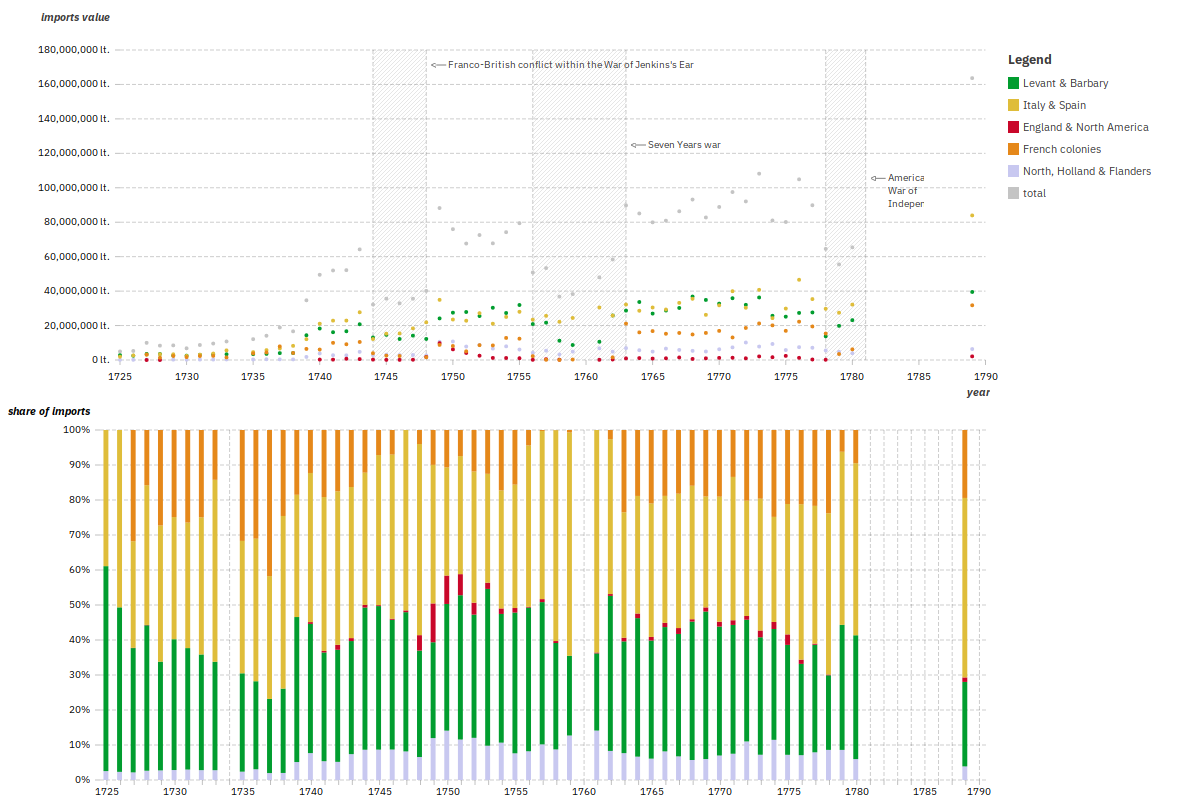 imports value
180,000,000 lt.
160,000,000 lt.
140,000,000 lt.
120,000,000 lt.
100,000,000 lt.
80,000,000 lt.
60,000,000 lt.
40,000,000 lt.
20,000,000 lt.
0 lt.
Franco-British conflict within the War of Jenkins's Ear
Seven Years war
America
War of
Indeper
1725 1730 1735 1740 1745 1750 1755 1760 1765 1770 1775 1780 1785 1790
year
Legend
Levant & Barbary
Italy & Spain
England & North America
French colonies
North, Holland & Flanders
total
share of imports
100%
90%
80%
70%
60%
50%
40%
30%
20%
10%
0%
1725 1730 1735 1740 1745 1750 1755 1760 1765 1770 1775 1780 1785 1790